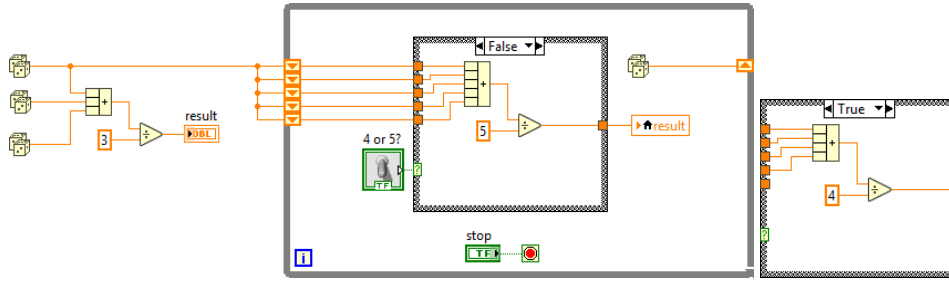 False
True
result
+
+
+
3
÷
DBL
5
÷
result
4 or 5?
TF
?
4
÷
?
stop
TF
i